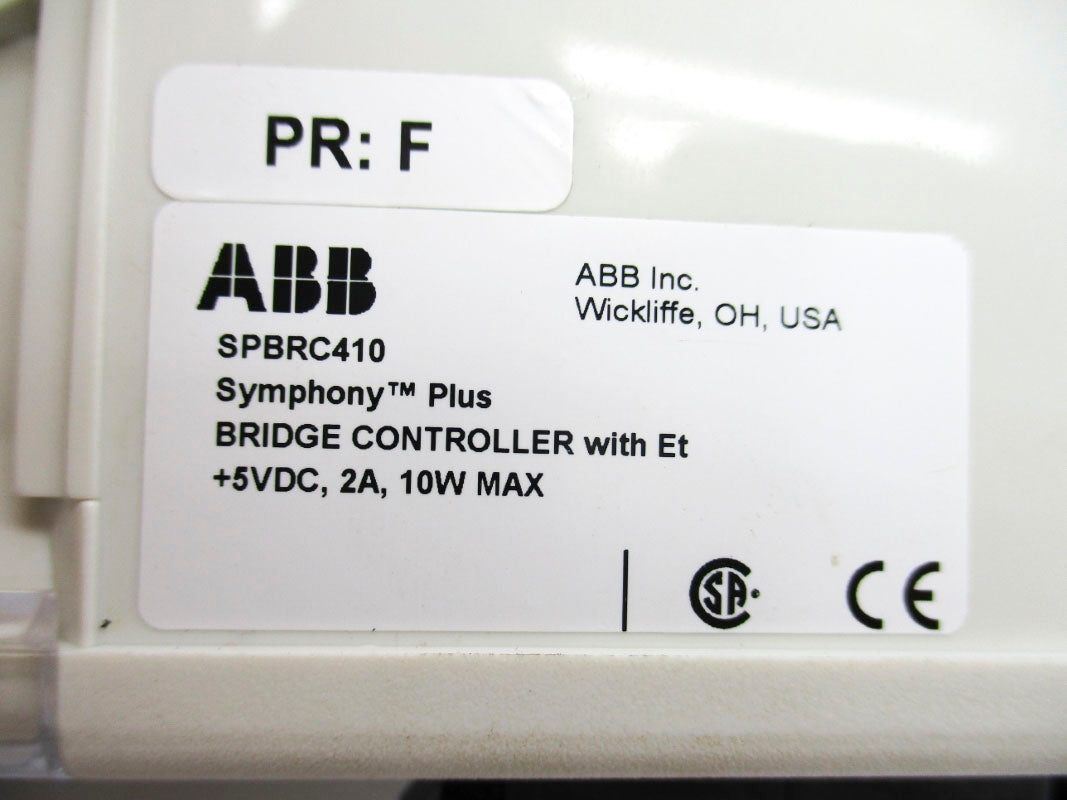 PR: F
ABB
ABB Inc.
Wickliffe, OH, USA
SPBRC410
Symphony™ Plus
BRIDGE CONTROLLER with Et
+5VDC, 2A, 10W MAX
SA
CE